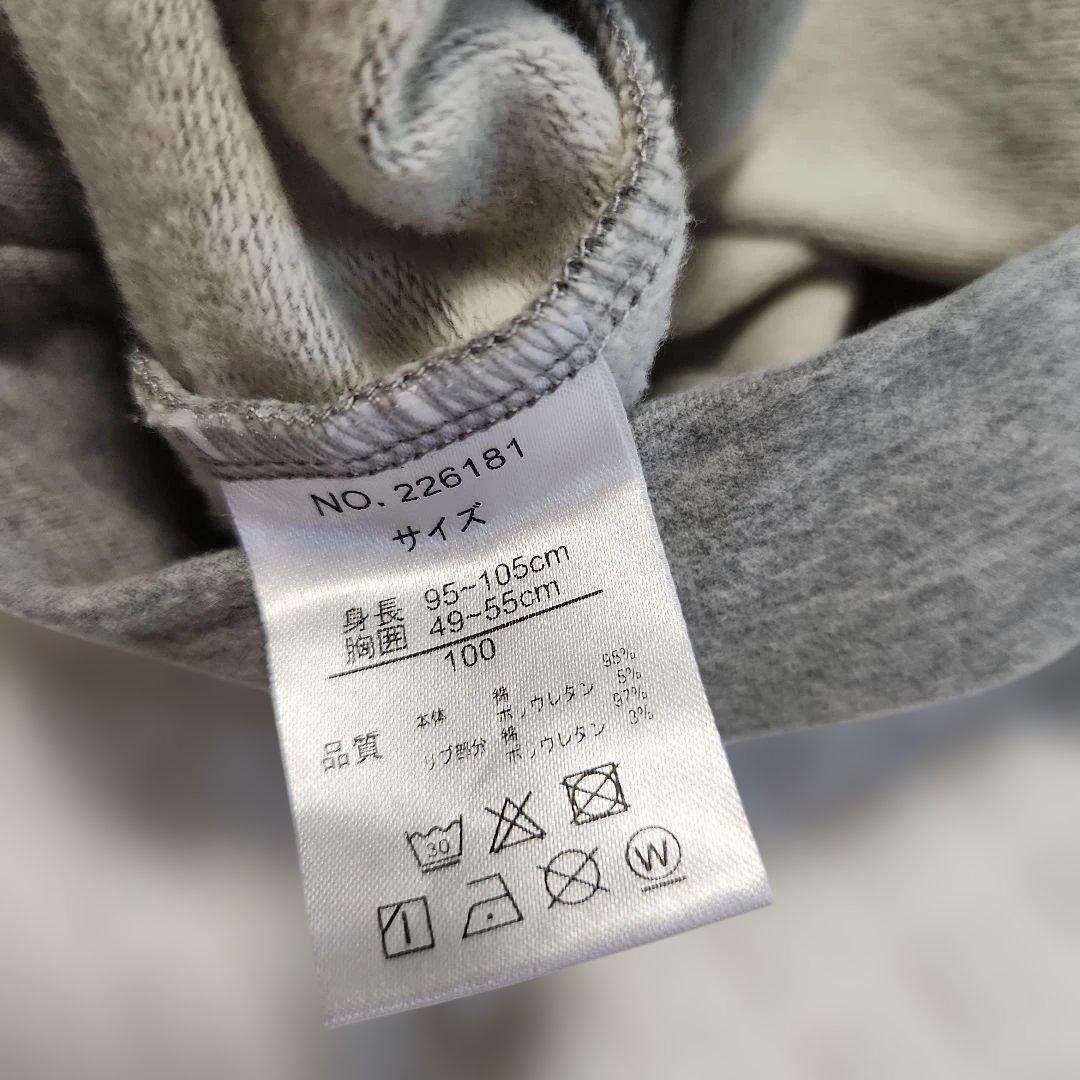 NO. 226181
サイズ
身長 95~105cm
胸囲 49~55cm
100
品質 本体 綿 95%
ポリウレタン 5%
リブ部分 綿 97%
ポリウレタン 3%
30
W